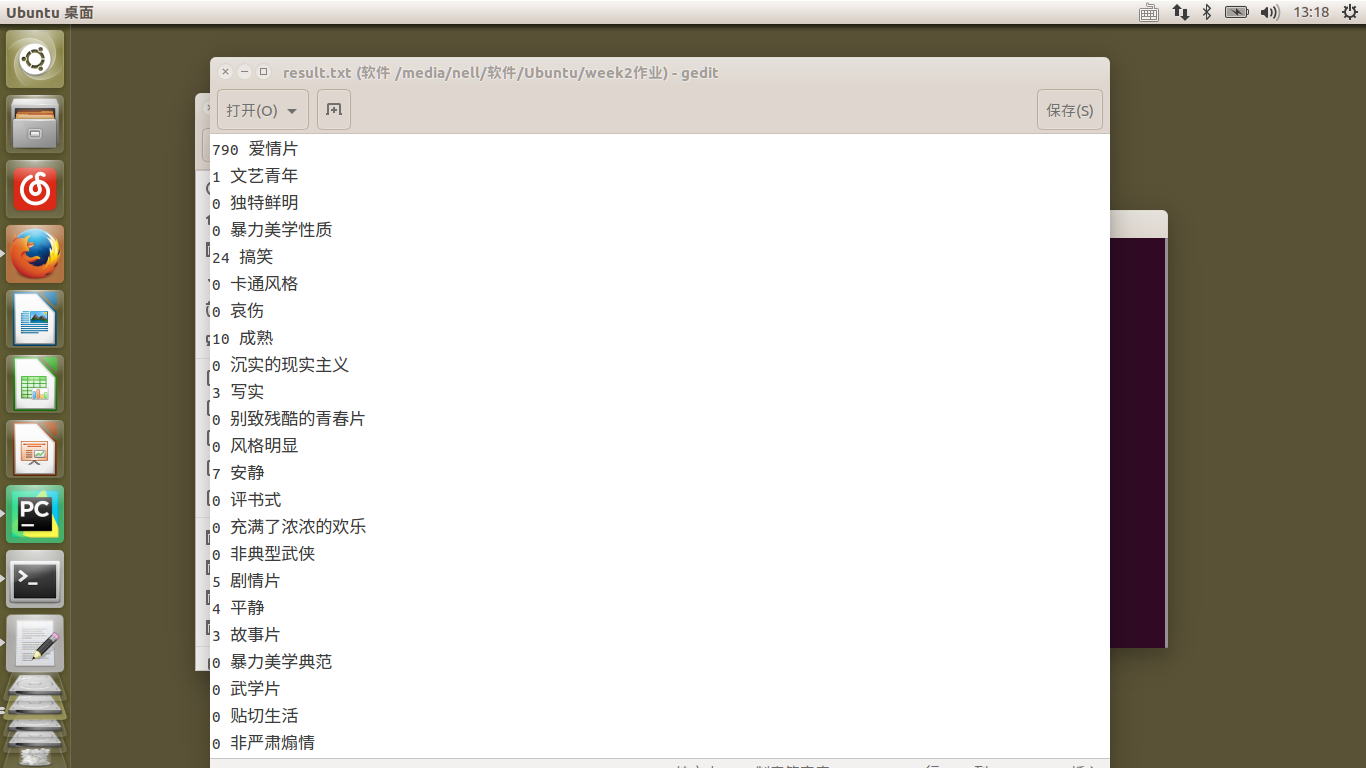 Ubuntu 桌面
13:18
result.txt (软件 /media/nell/软件/Ubuntu/week2作业) - gedit
打开(O)
保存(S)
790 爱情片
1 文艺青年
0 独特鲜明
0 暴力美学性质
24 搞笑
0 卡通风格
0 哀伤
10 成熟
0 沉实的现实主义
3 写实
0 别致残酷的青春片
0 风格明显
7 安静
0 评书式
0 充满了浓浓的欢乐
0 非典型武侠
5 剧情片
4 平静
3 故事片
0 暴力美学典范
0 武学片
0 贴切生活
0 非严肃煽情
PC